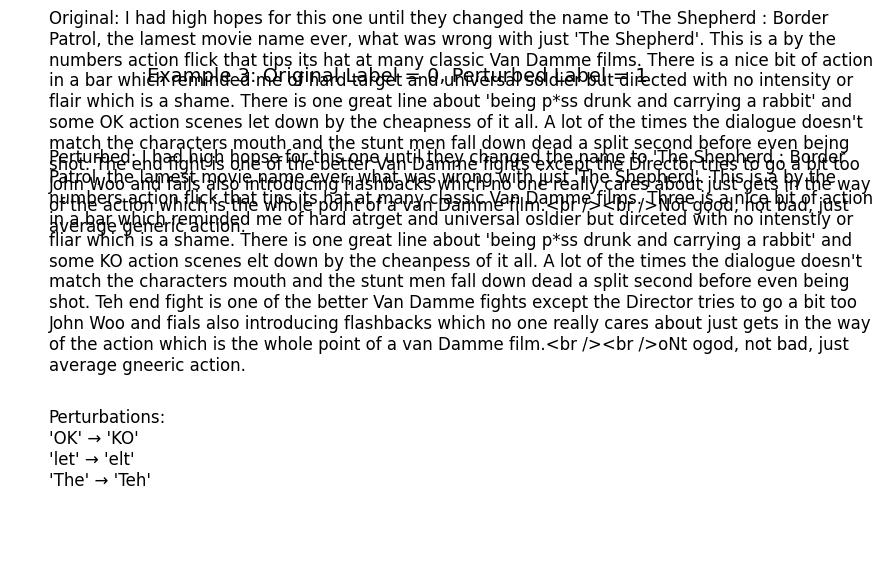 Original: I had high hopes for this one until they changed the name to 'The Shepherd : Border
Patrol, the lamest movie name ever, what was wrong with just 'The Shepherd'. This is a by the
numbers action flick that tips its hat at many classic Van Damme films. There is a nice bit of action
Example 3: Original Label = 0, Perturbed Label = 1
in a bar which reminded me of hard target and universal soldier but directed with no intensity or
flair which is a shame. There is one great line about 'being p*ss drunk and carrying a rabbit' and
some OK action scenes let down by the cheapness of it all. A lot of the times the dialogue doesn't
match the characters mouth and the stunt men fall down dead a split second before even being
shot. The end fight is one of the better Van Damme fights except the Director tries to go a bit too
John Woo and fails also introducing flashbacks which no one really cares about just gets in the way
of the action which is the whole point of a van Damme film.<br /><br />Not good, not bad, just
average generic action.
Perturbed: I had high hopse for this one until they changed the name to 'The Shepherd : Border
Patrol, the lamest movie name ever, what was wrong with just 'The Shepherd'. This is a by the
numbers action flick that tips its hat at many classic Van Damme films. Three is a nice bit of action
in a bar which reminded me of hard atrget and universal osldier but dirceted with no intenstiy or
fliar which is a shame. There is one great line about 'being p*ss drunk and carrying a rabbit' and
some KO action scenes elt down by the cheanpess of it all. A lot of the times the dialogue doesn't
match the characters mouth and the stunt men fall down dead a split second before even being
shot. Teh end fight is one of the better Van Damme fights except the Director tries to go a bit too
John Woo and fials also introducing flashbacks which no one really cares about just gets in the way
of the action which is the whole point of a van Damme film.<br /><br />oNt ogod, not bad, just
average gneeric action.
Perturbations:
'OK' → 'KO'
'let' → 'elt'
'The' → 'Teh'